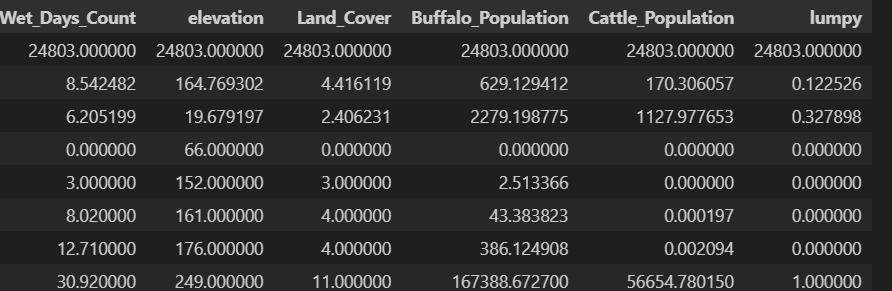 Wet_Days_Count elevation Land_Cover Buffalo_Population Cattle_Population lumpy
24803.000000 24803.000000 24803.000000 24803.000000 24803.000000 24803.000000
8.542482 164.769302 4.416119 629.129412 170.306057 0.122526
6.205199 19.679197 2.406231 2279.198775 1127.977653 0.327898
0.000000 66.000000 0.000000 0.000000 0.000000 0.000000
3.000000 152.000000 3.000000 2.513366 0.000000 0.000000
8.020000 161.000000 4.000000 43.383823 0.000197 0.000000
12.710000 176.000000 4.000000 386.124908 0.002094 0.000000
30.920000 249.000000 11.000000 167388.672700 56654.780150 1.000000